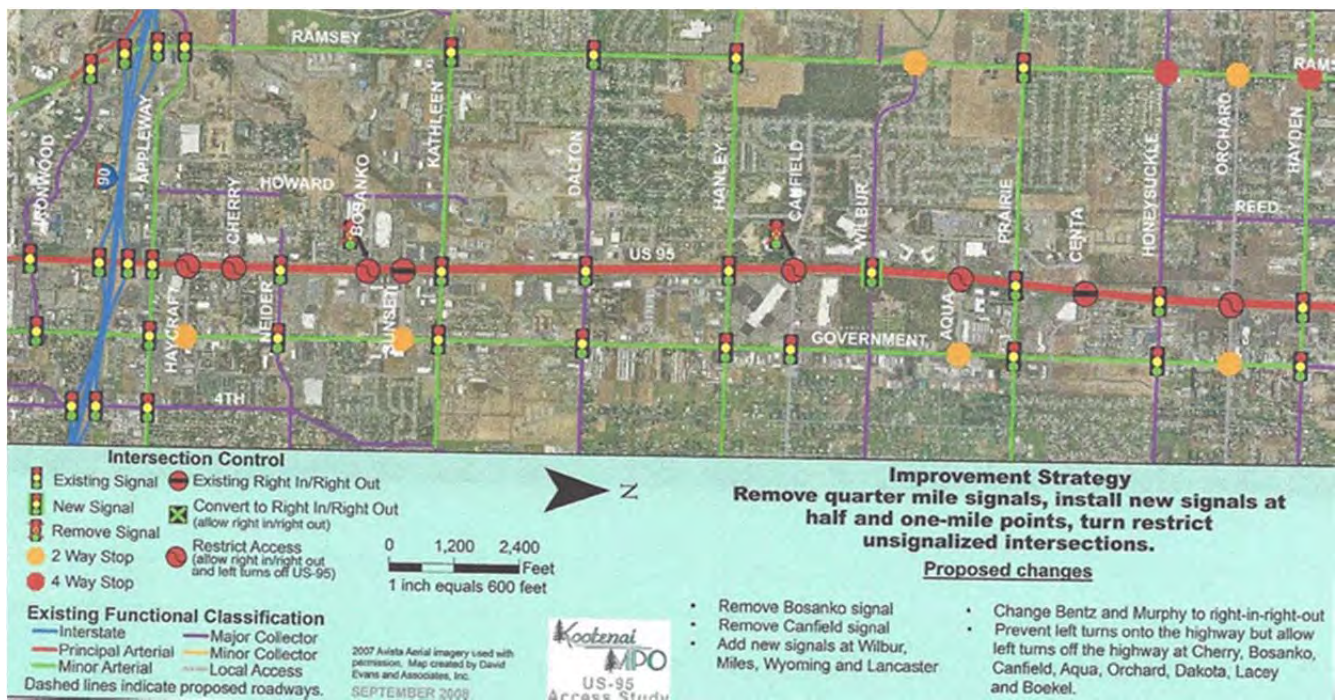 RAMSEY
RAMS
IRONWOOD
90
APPLEWAY
HOWARD
CHERRY
BOSANKO
KATHLEEN
DALTON
HANLEY
CANFIELD
WILBUR
PRAIRIE
CENTA
HONEYSUCKLE
ORCHARD
HAYDEN
REED
US 95
HAYCRAFT
NEIDER
AQUA
GOVERNMENT
4TH
Intersection Control
Existing Signal
New Signal
Remove Signal
2 Way Stop
4 Way Stop
Existing Right In/Right Out
Convert to Right In/Right Out
(allow right in/right out)
Restrict Access
(allow right in/right out
and left turns off US-95)
Existing Functional Classification
Interstate
Principal Arterial
Minor Arterial
Major Collector
Minor Collector
Local Access
Dashed lines indicate proposed roadways.
N
0 1,200 2,400
Feet
1 inch equals 600 feet
2007 Avista Aerial imagery used with
permission. Map created by David
Evans and Associates, Inc.
SEPTEMBER 2008
Kootenai
MPO
US-95
Access Study
Improvement Strategy
Remove quarter mile signals, install new signals at
half and one-mile points, turn restrict
unsignalized intersections.
Proposed changes
• Remove Bosanko signal
• Remove Canfield signal
• Add new signals at Wilbur,
Miles, Wyoming and Lancaster
• Change Bentz and Murphy to right-in-right-out
• Prevent left turns onto the highway but allow
left turns off the highway at Cherry, Bosanko,
Canfield, Aqua, Orchard, Dakota, Lacey
and Boekel.